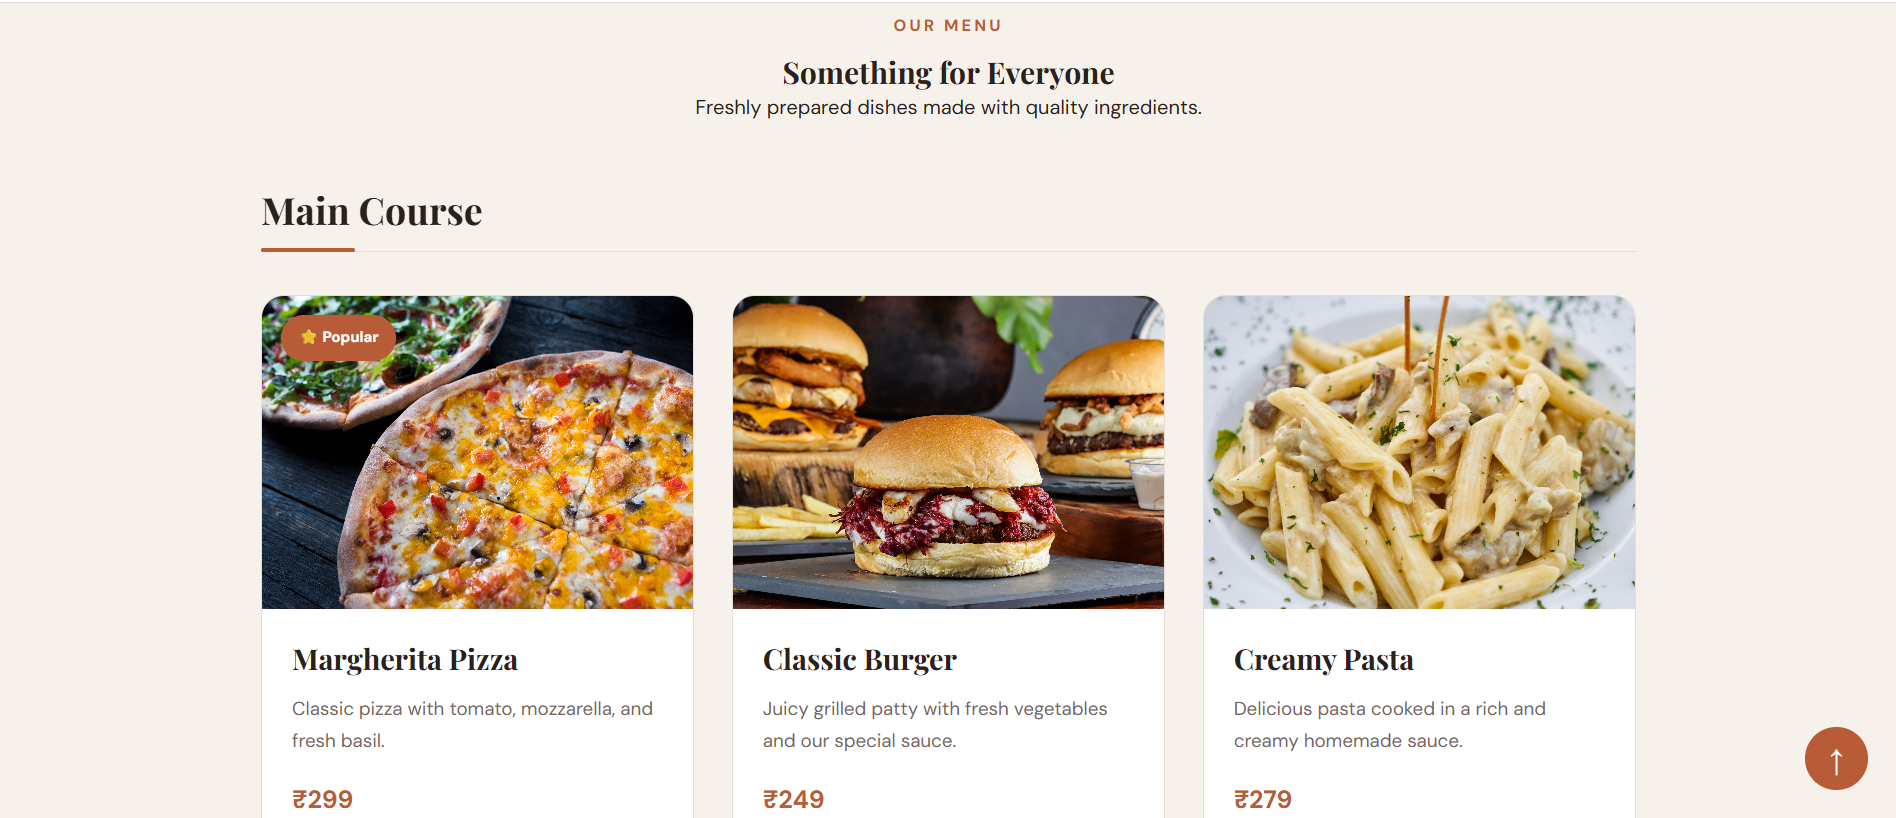 OUR MENU
Something for Everyone
Freshly prepared dishes made with quality ingredients.
Main Course
⭐ Popular
Margherita Pizza
Classic pizza with tomato, mozzarella, and
fresh basil.
₹299
Classic Burger
Juicy grilled patty with fresh vegetables
and our special sauce.
₹249
Creamy Pasta
Delicious pasta cooked in a rich and
creamy homemade sauce.
₹279
↑